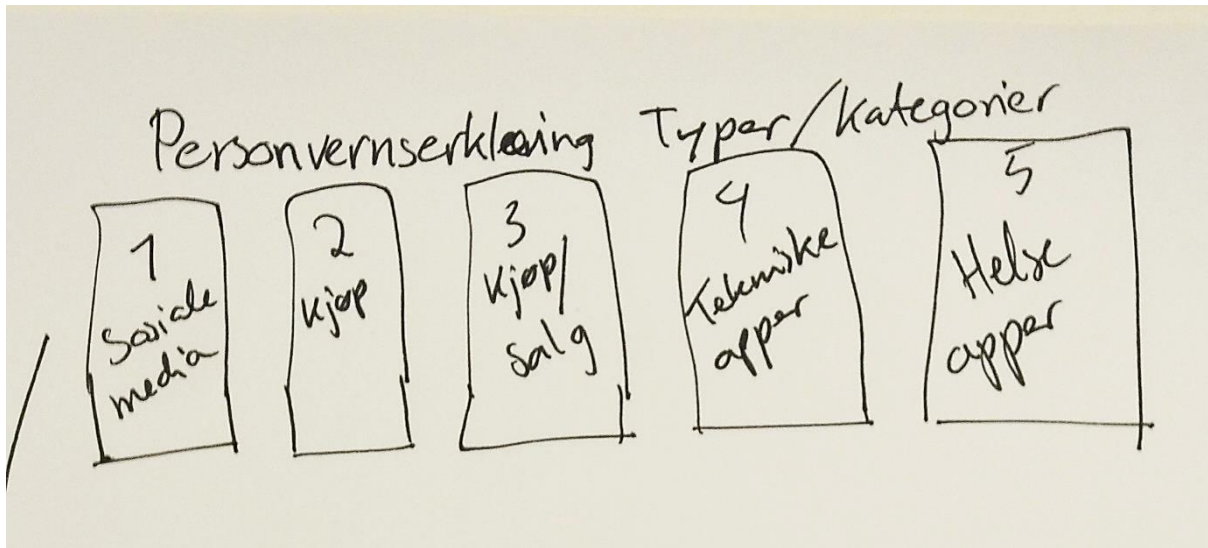 Personvernserklæring Typer/kategorier
1
Sosiale
media
2
Kjøp
3
Kjøp/
Salg
4
Tekniske
apper
5
Helse
apper